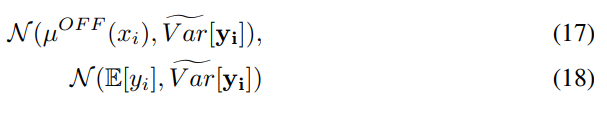 𝒩(μ^{OFF}(x_i), \widetilde{Var}[𝐲_𝐢]), (17)
𝒩(𝔼[y_i], \widetilde{Var}[𝐲_𝐢]) (18)